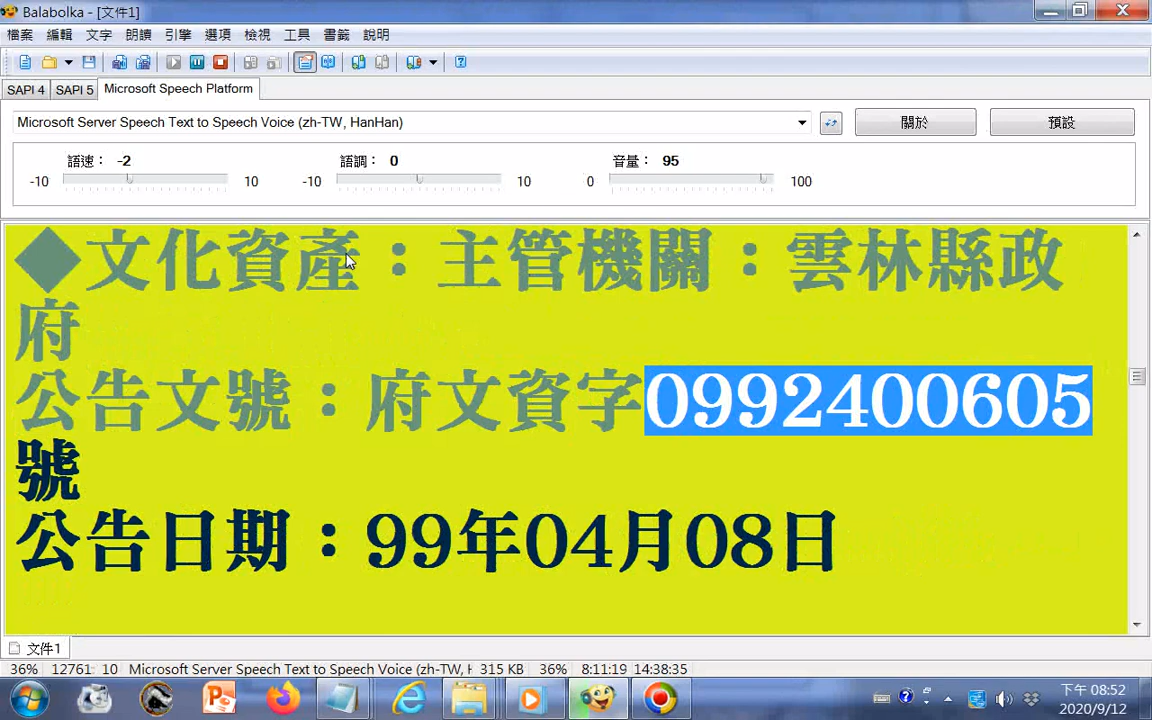 Balabolka - [文件1]
檔案 編輯 文字 朗讀 引擎 選項 檢視 工具 書籤 說明
SAPI 4 SAPI 5 Microsoft Speech Platform
Microsoft Server Speech Text to Speech Voice (zh-TW, HanHan) 關於 預設
語速： -2 語調： 0 音量： 95
-10 10 -10 10 0 100
◆文化資產：主管機關：雲林縣政
府
公告文號：府文資字0992400605
號
公告日期：99年04月08日
文件1
36% 12761 10 Microsoft Server Speech Text to Speech Voice (zh-TW, H 315 KB 36% 8:11:19 14:38:35
下午 08:52
2020/9/12